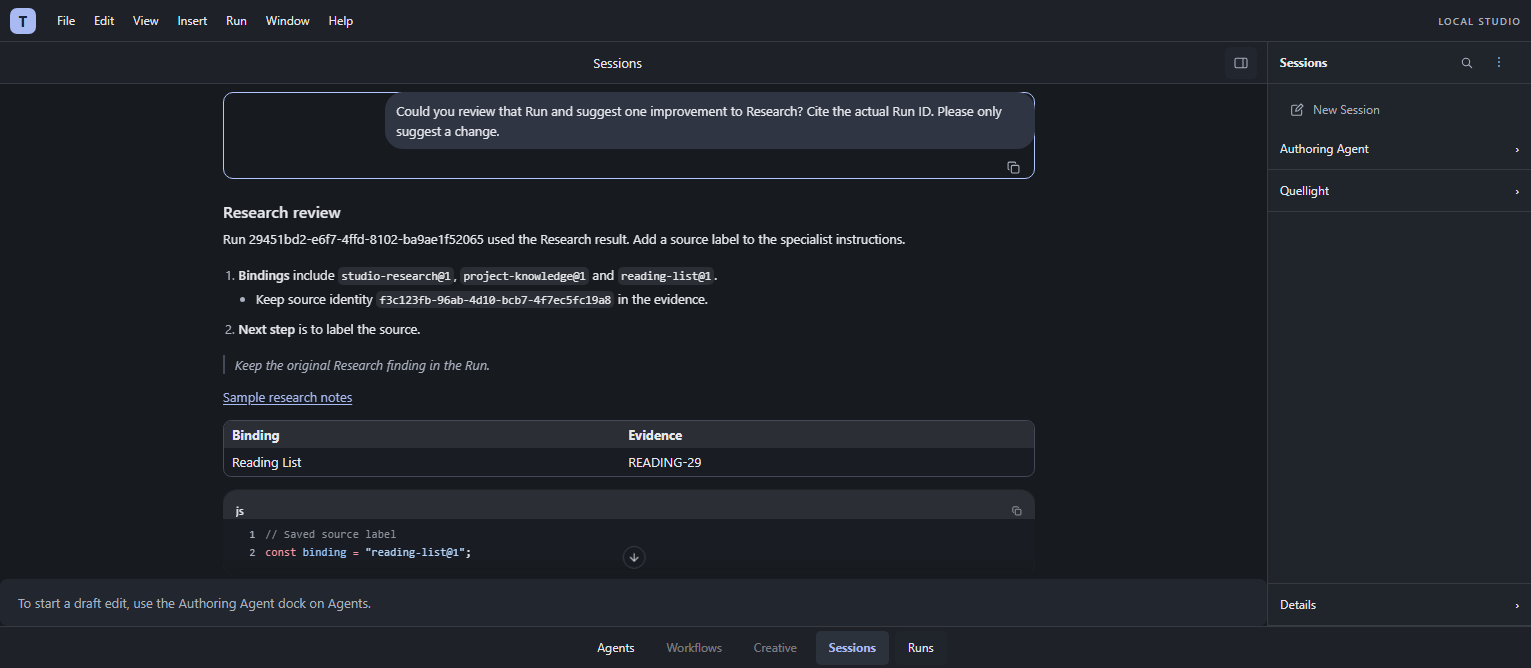 T
File Edit View Insert Run Window Help
LOCAL STUDIO
Sessions
Could you review that Run and suggest one improvement to Research? Cite the actual Run ID. Please only
suggest a change.
Research review
Run 29451bd2-e6f7-4ffd-8102-ba9ae1f52065 used the Research result. Add a source label to the specialist instructions.
1. Bindings include studio-research@1, project-knowledge@1 and reading-list@1.
• Keep source identity f3c123fb-96ab-4d10-bcb7-4f7ec5fc19a8 in the evidence.
2. Next step is to label the source.
Keep the original Research finding in the Run.
Sample research notes
Binding Evidence
Reading List READING-29
js
1 // Saved source label
2 const binding = "reading-list@1";
To start a draft edit, use the Authoring Agent dock on Agents.
Sessions
New Session
Authoring Agent
Quellight
Details
Agents Workflows Creative Sessions Runs